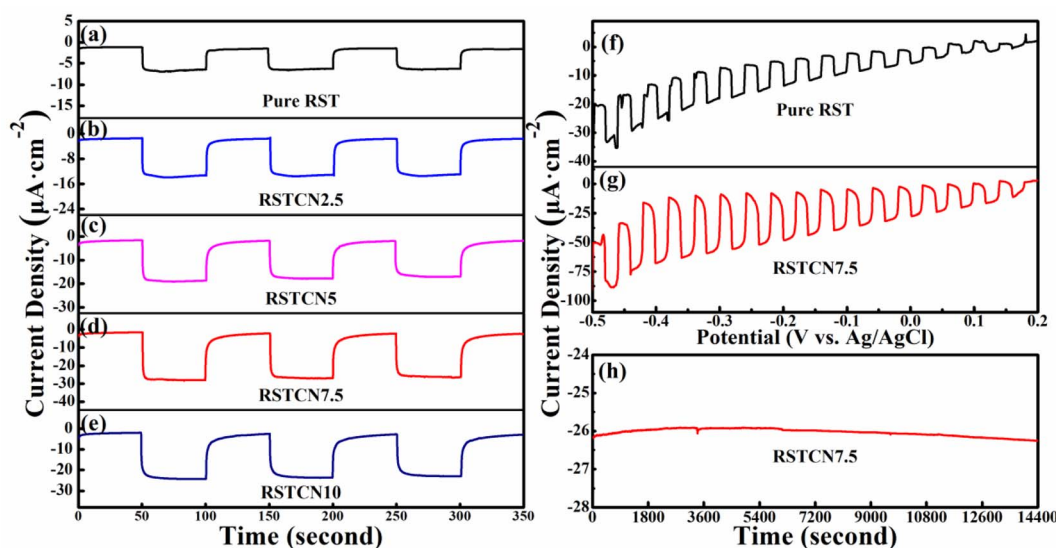 Current Density (µA·cm-2)
(a)
5
0
-5
-10
-15
Pure RST
(b)
0
-8
-16
-24
RSTCN2.5
(c)
0
-10
-20
-30
RSTCN5
(d)
0
-10
-20
-30
-40
RSTCN7.5
(e)
0
-10
-20
-30
RSTCN10
0 50 100 150 200 250 300 350
Time (second)
Current Density (µA·cm-2)
(f)
0
-10
-20
-30
-40
Pure RST
(g)
0
-25
-50
-75
-100
RSTCN7.5
-0.5 -0.4 -0.3 -0.2 -0.1 0.0 0.1 0.2
Potential (V vs. Ag/AgCl)
(h)
-24
-25
-26
-27
-28
RSTCN7.5
0 1800 3600 5400 7200 9000 10800 12600 14400
Time (second)